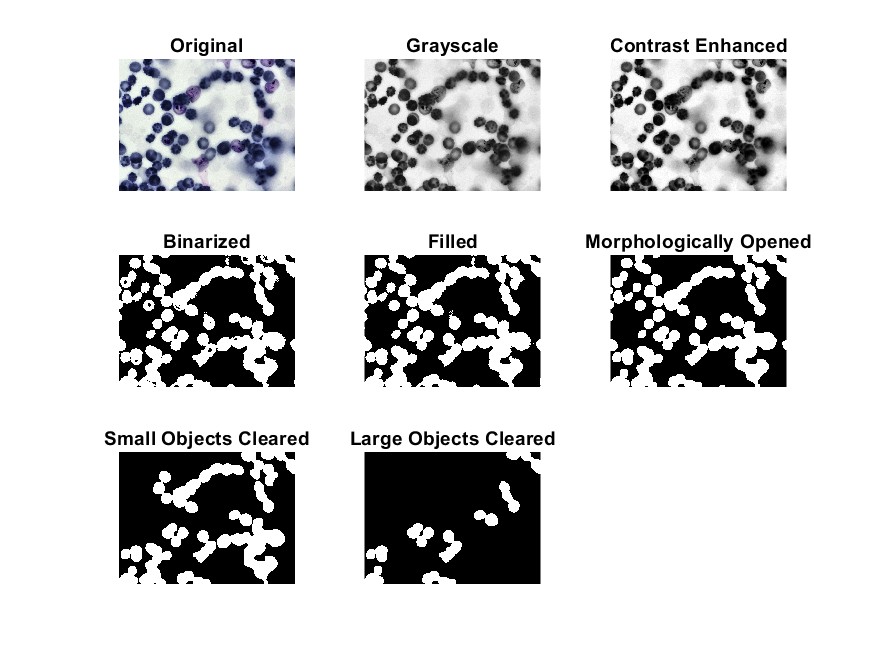 Original
Grayscale
Contrast Enhanced
Binarized
Filled
Morphologically Opened
Small Objects Cleared
Large Objects Cleared